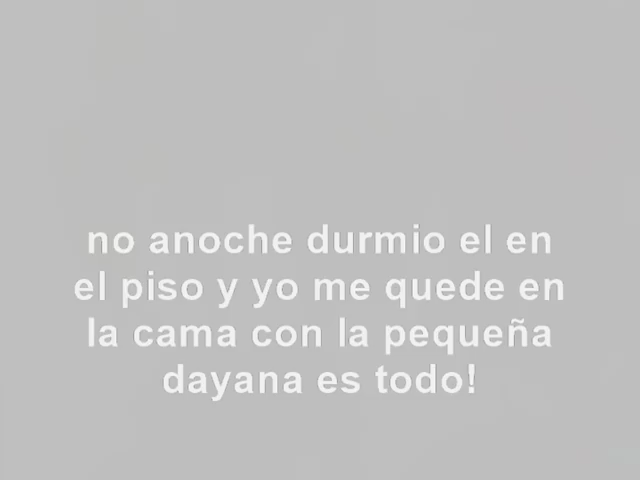 no anoche durmio el en
el piso y yo me quede en
la cama con la pequeña
dayana es todo!